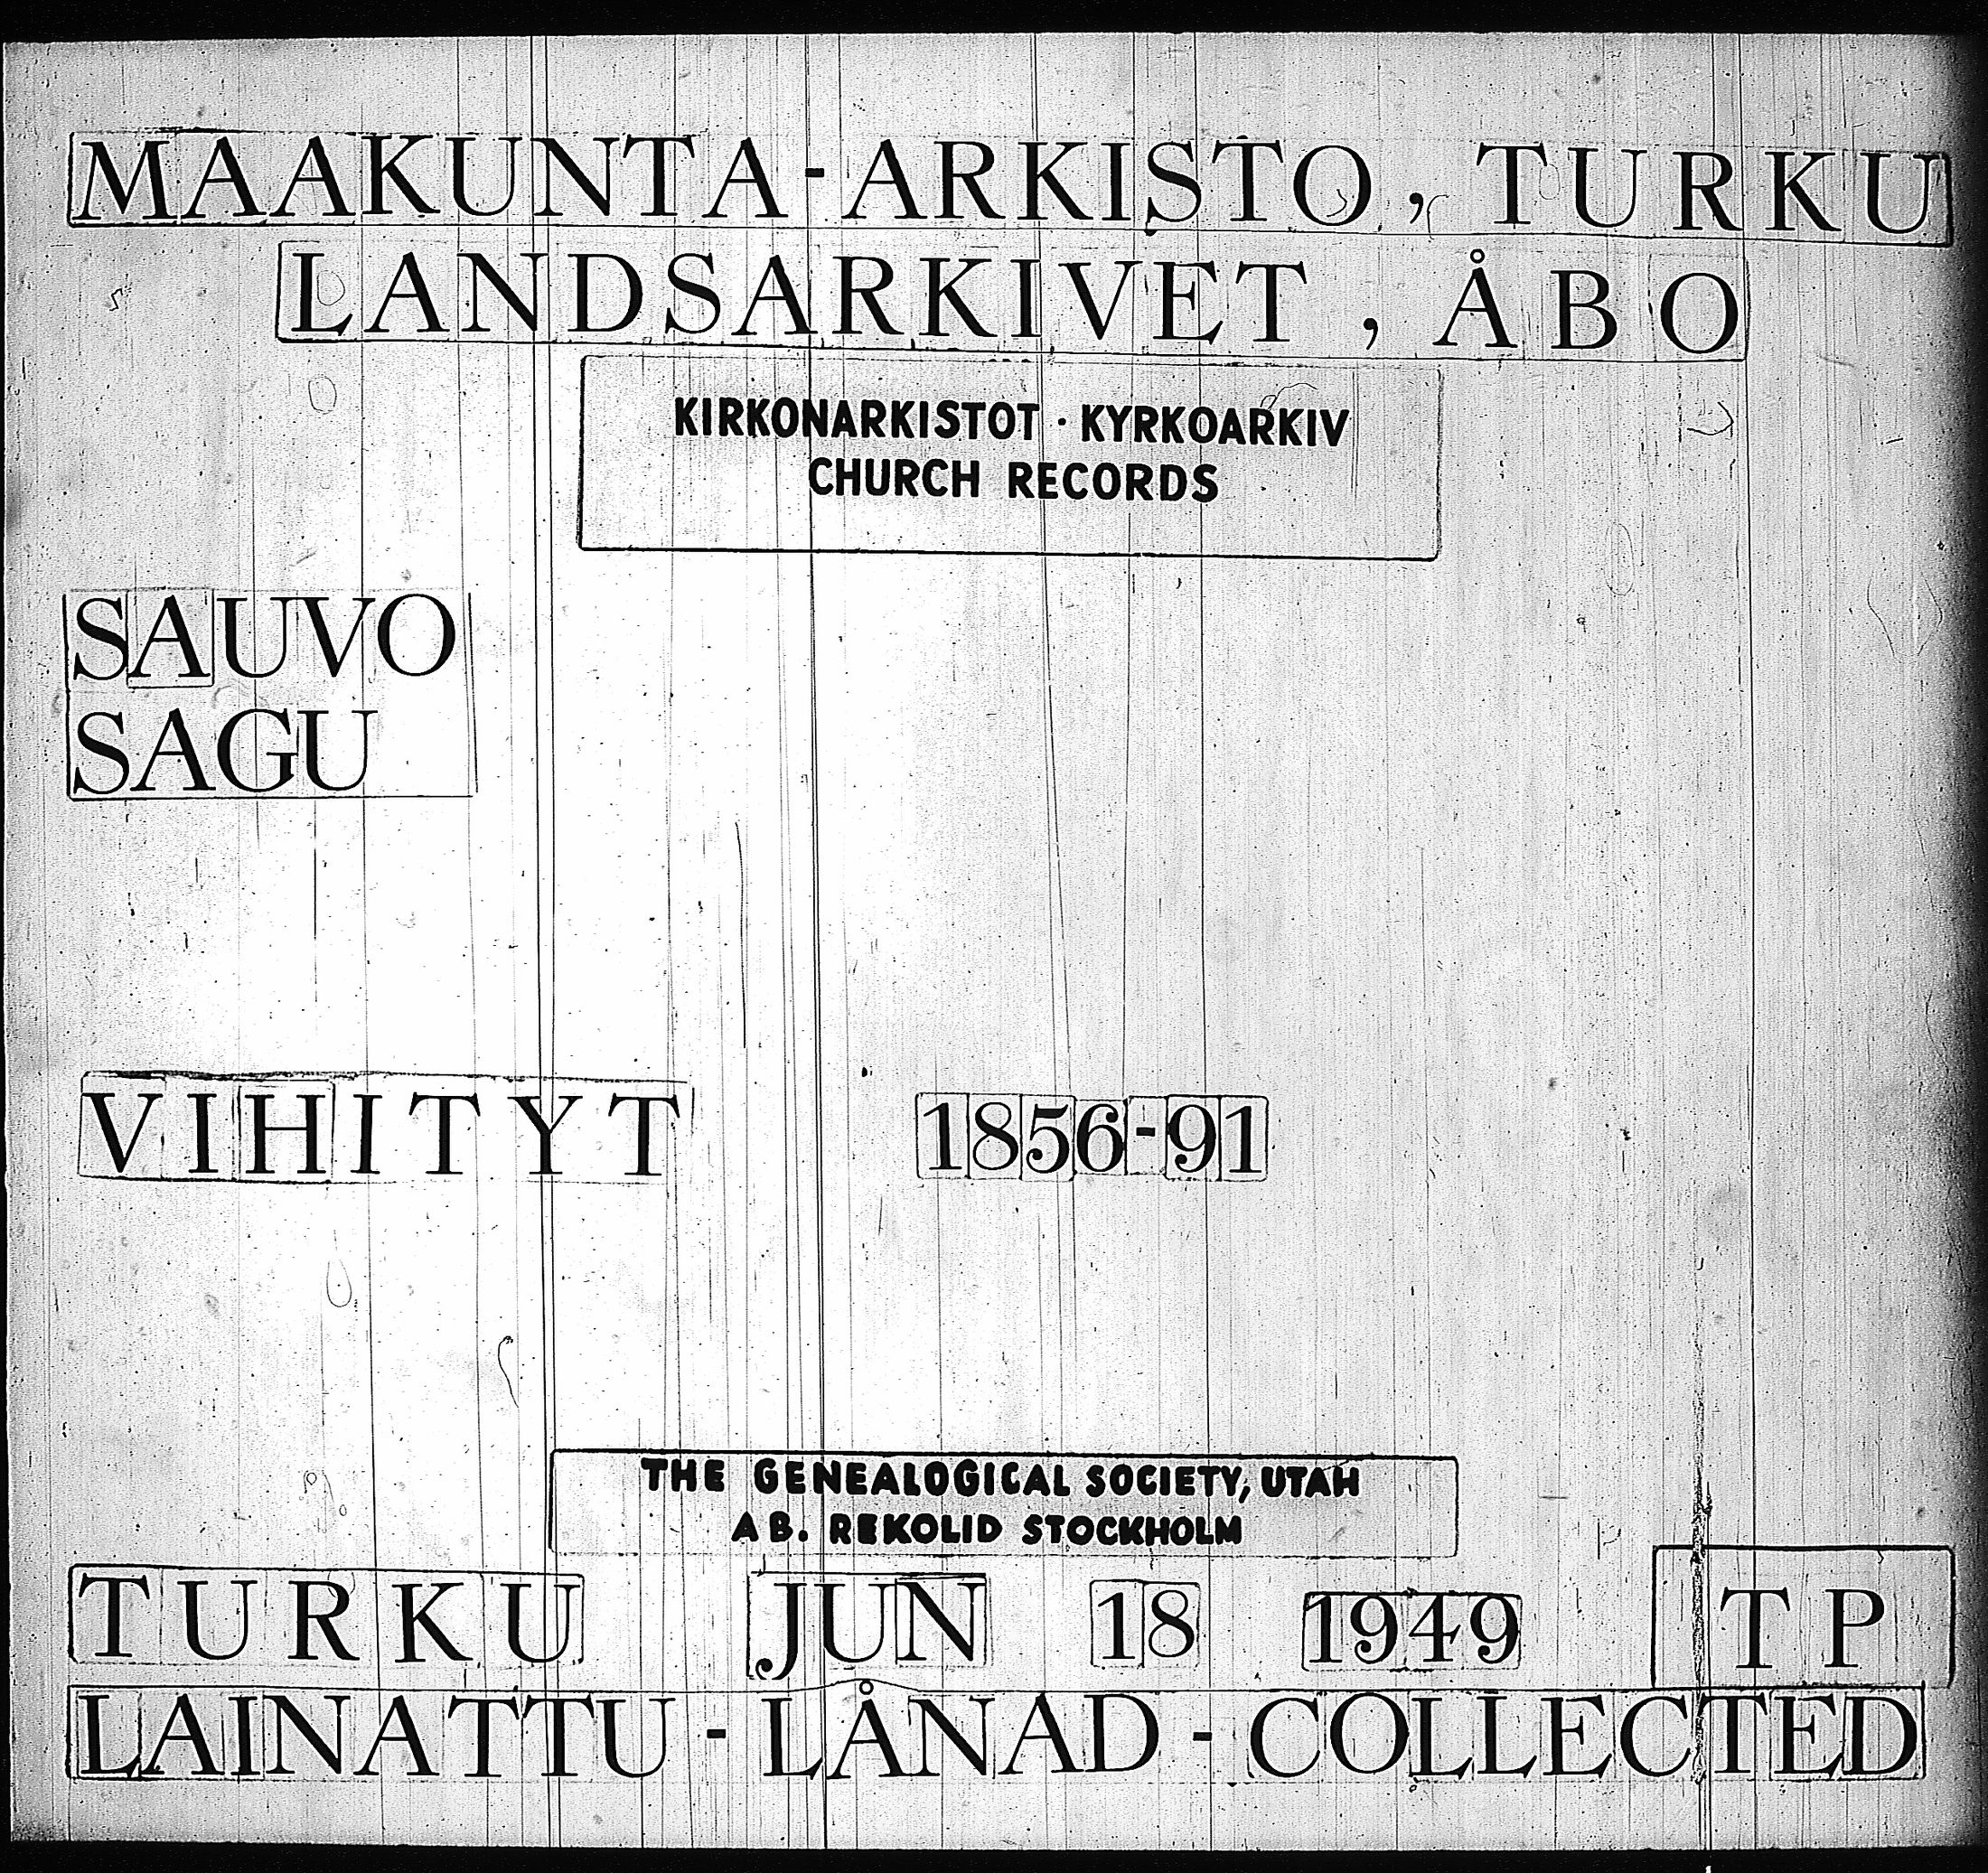 MAAKUNTA-ARKISTO, TURKU
LANDSARKIVET, ÅBO
KIRKONARKISTOT · KYRKOARKIV
CHURCH RECORDS
SAUVO
SAGU
VIHITYT 1856-91
THE GENEALOGICAL SOCIETY, UTAH
AB. REKOLID STOCKHOLM
TURKU JUN 18 1949 TP
LAINATTU - LÅNAD - COLLECTED